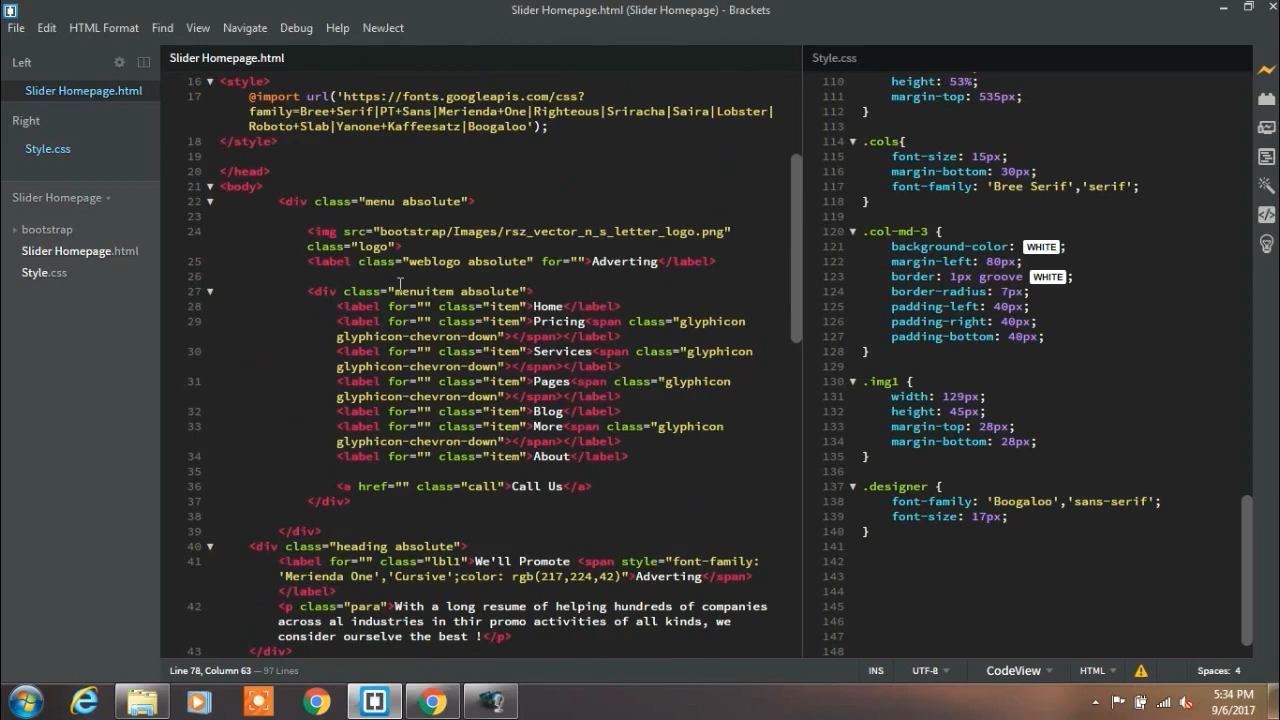 Slider Homepage.html (Slider Homepage) - Brackets
File Edit Find View Navigate Debug Help NewJect
Left
Slider Homepage.html
Right
Style.css
Slider Homepage
bootstrap
Slider Homepage.html
Style.css
Slider Homepage.html
16 <style>
17 @import url('https://fonts.googleapis.com/css?
family=Bree+Serif|PT+Sans|Merienda+One|Righteous|Sriracha|Saira|Lobster|
Roboto+Slab|Yanone+Kaffeesatz|Boogaloo');
18 </style>
19
20 </head>
21 <body>
22 <div class="menu absolute">
23
24 <img src="bootstrap/Images/rsz_vector_n_s_letter_logo.png"
class="logo">
25 <label class="weblogo absolute" for="">Adverting</label>
26
27 <div class="menuitem absolute">
28 <label for="" class="item">Home</label>
29 <label for="" class="item">Pricing<span class="glyphicon
glyphicon-chevron-down"></span></label>
30 <label for="" class="item">Services<span class="glyphicon
glyphicon-chevron-down"></span></label>
31 <label for="" class="item">Pages<span class="glyphicon
glyphicon-chevron-down"></span></label>
32 <label for="" class="item">Blog</label>
33 <label for="" class="item">More<span class="glyphicon
glyphicon-chevron-down"></span></label>
34 <label for="" class="item">About</label>
35
36 <a href="" class="call">Call Us</a>
37 </div>
38
39 </div>
40 <div class="heading absolute">
41 <label for="" class="lbl1">We'll Promote <span style="font-family:
'Merienda One','Cursive';color: rgb(217,224,42)">Adverting</span>
</label>
42 <p class="para">With a long resume of helping hundreds of companies
across al industries in thir promo activities of all kinds, we
consider ourselve the best !</p>
43 </div>
Style.css
110 height: 53%;
111 margin-top: 535px;
112 }
113
114 .cols{
115 font-size: 15px;
116 margin-bottom: 30px;
117 font-family: 'Bree Serif','serif';
118 }
119
120 .col-md-3 {
121 background-color: WHITE;
122 margin-left: 80px;
123 border: 1px groove WHITE;
124 border-radius: 7px;
125 padding-left: 40px;
126 padding-right: 40px;
127 padding-bottom: 40px;
128 }
129
130 .img1 {
131 width: 129px;
132 height: 45px;
133 margin-top: 28px;
134 margin-bottom: 28px;
135 }
136
137 .designer {
138 font-family: 'Boogaloo','sans-serif';
139 font-size: 17px;
140 }
141
142
143
144
145
146
147
148
Line 78, Column 63 — 97 Lines
INS UTF-8 CodeView HTML Spaces: 4
5:34 PM
9/6/2017